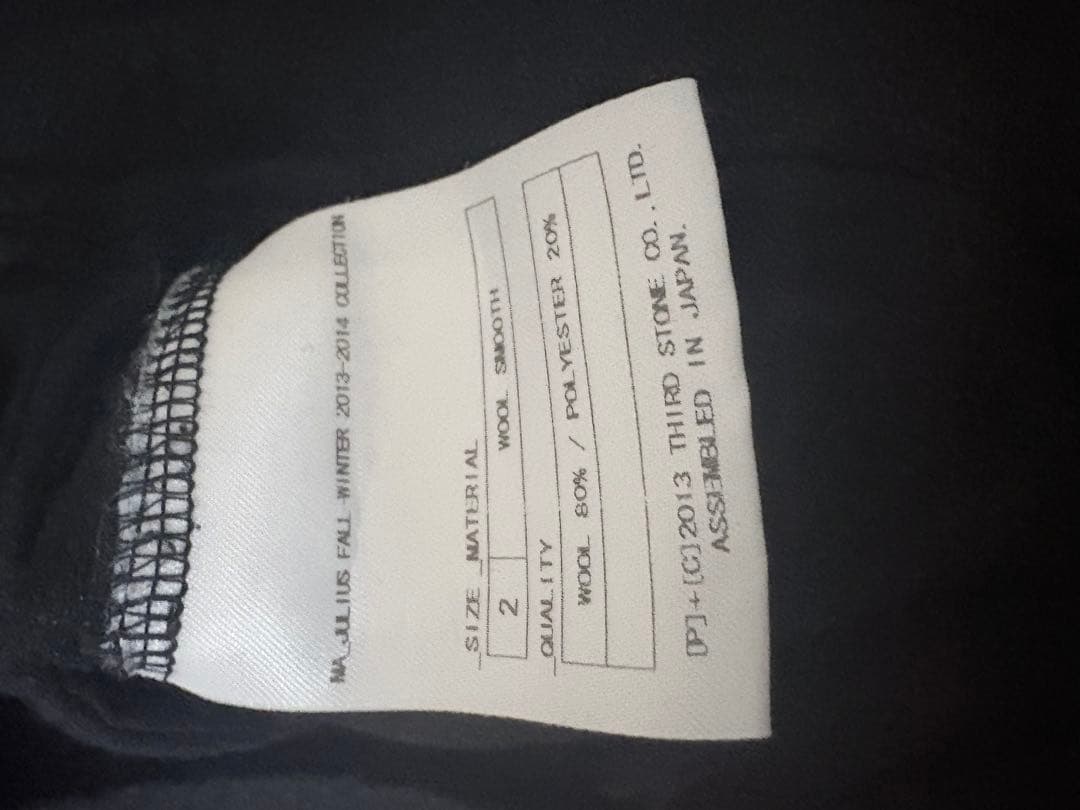 MA_JULIUS FALL-WINTER 2013-2014 COLLECTION
_SIZE _MATERIAL
2 WOOL SMOOTH
_QUALITY
WOOL 80% / POLYESTER 20%
[P]+[C]2013 THIRD STONE CO.,LTD.
ASSEMBLED IN JAPAN.